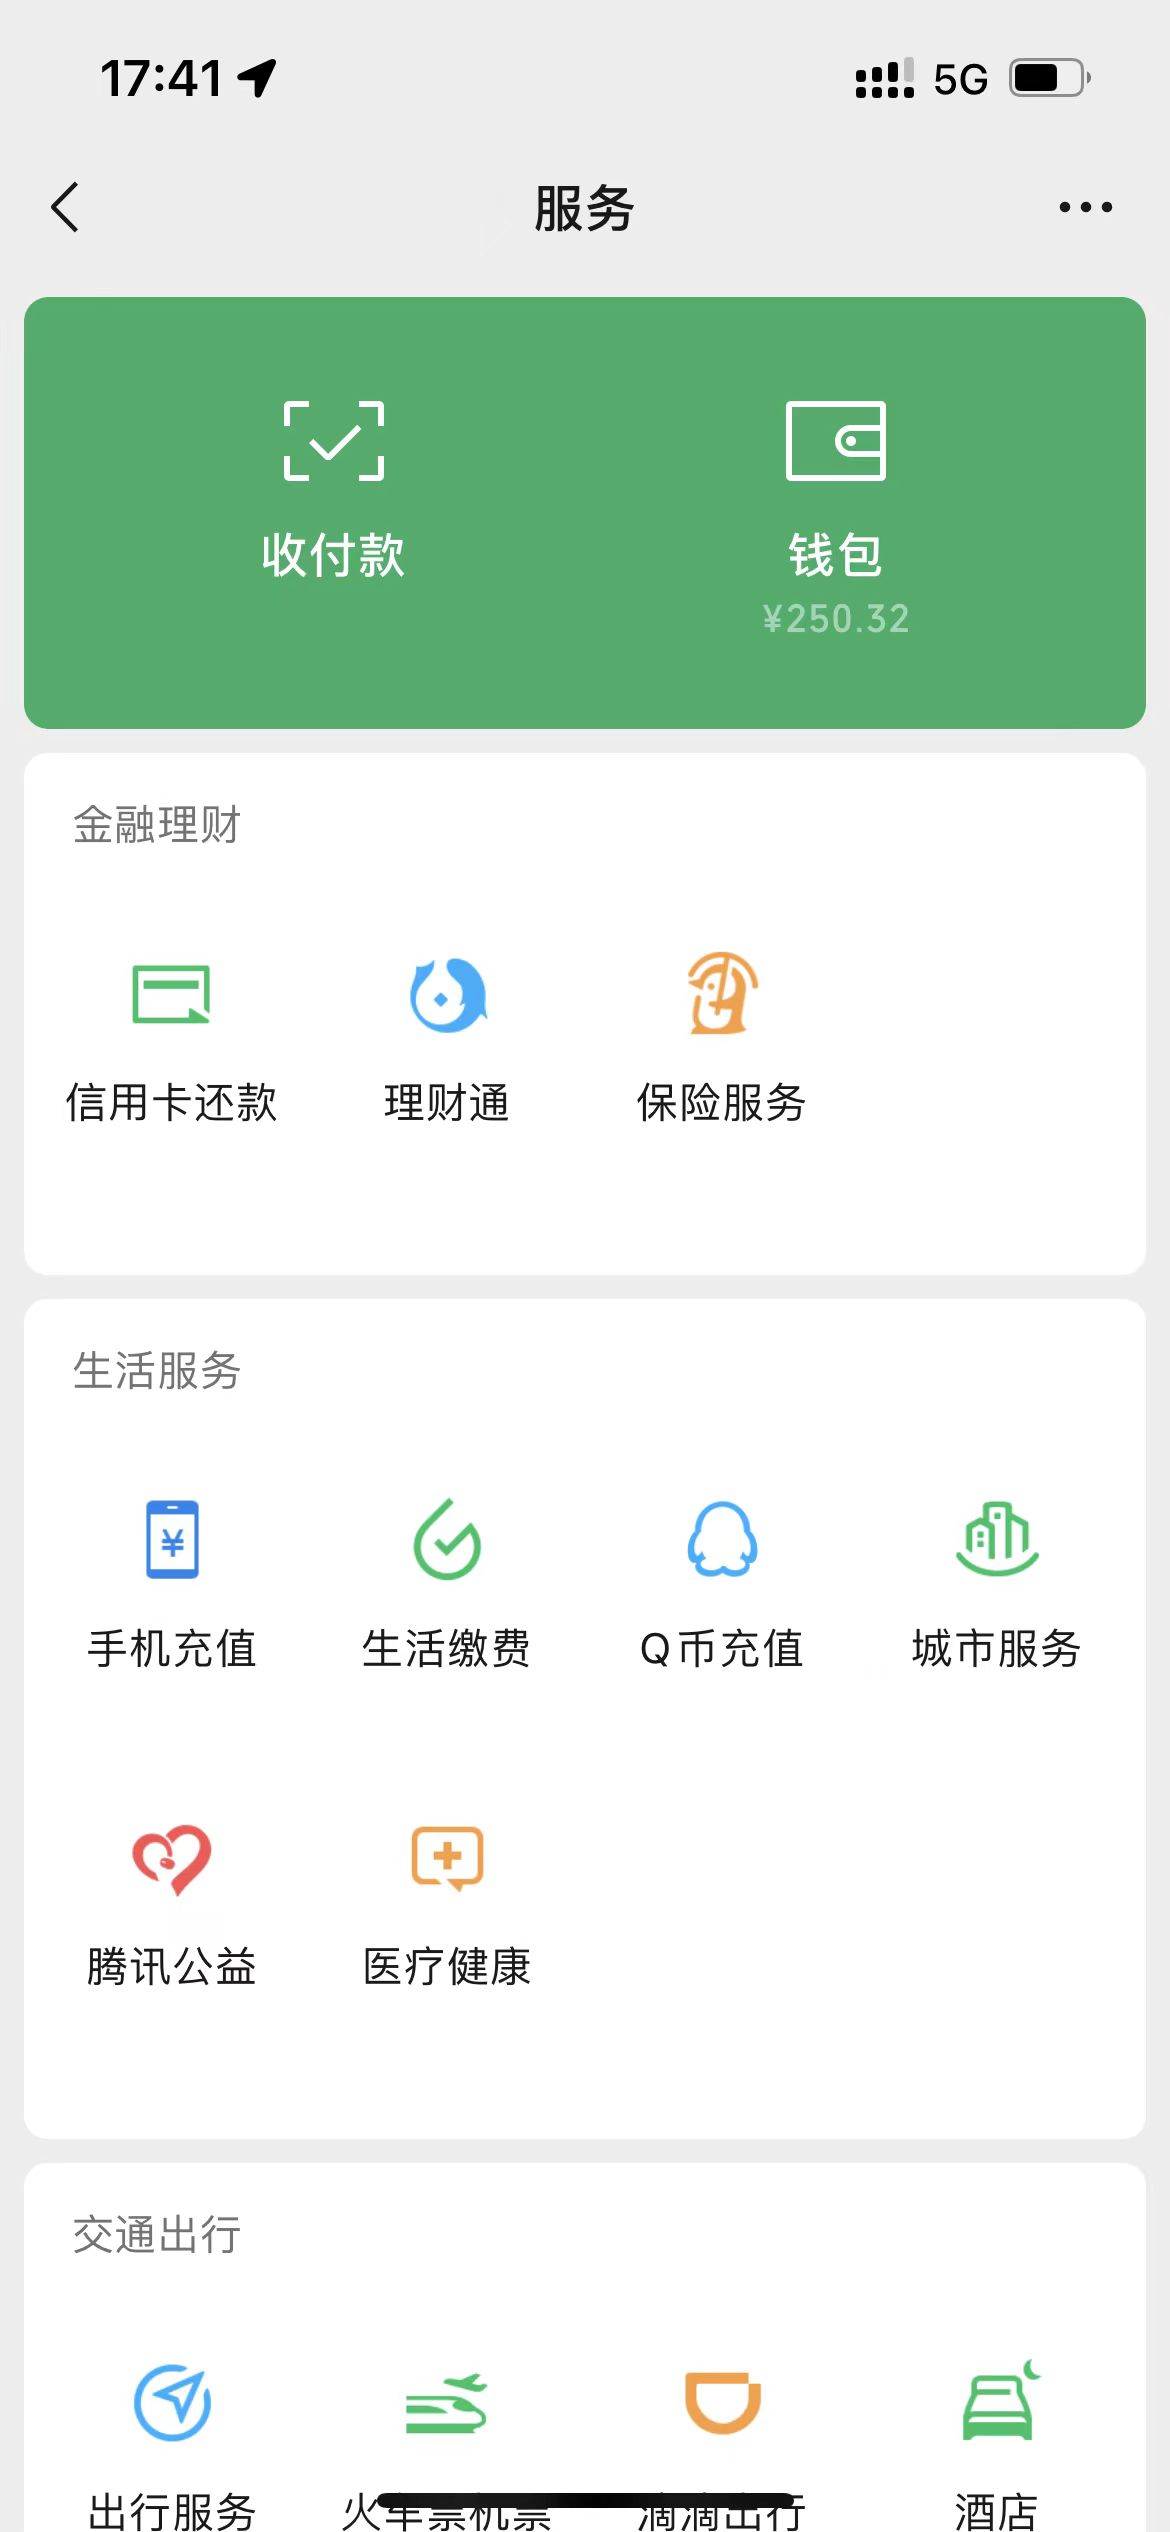 17:41
5G
服务
收付款 钱包
¥250.32
金融理财
信用卡还款 理财通 保险服务
生活服务
¥
手机充值 生活缴费 Q币充值 城市服务
腾讯公益 医疗健康
交通出行
出行服务 火车票机票 滴滴出行 酒店